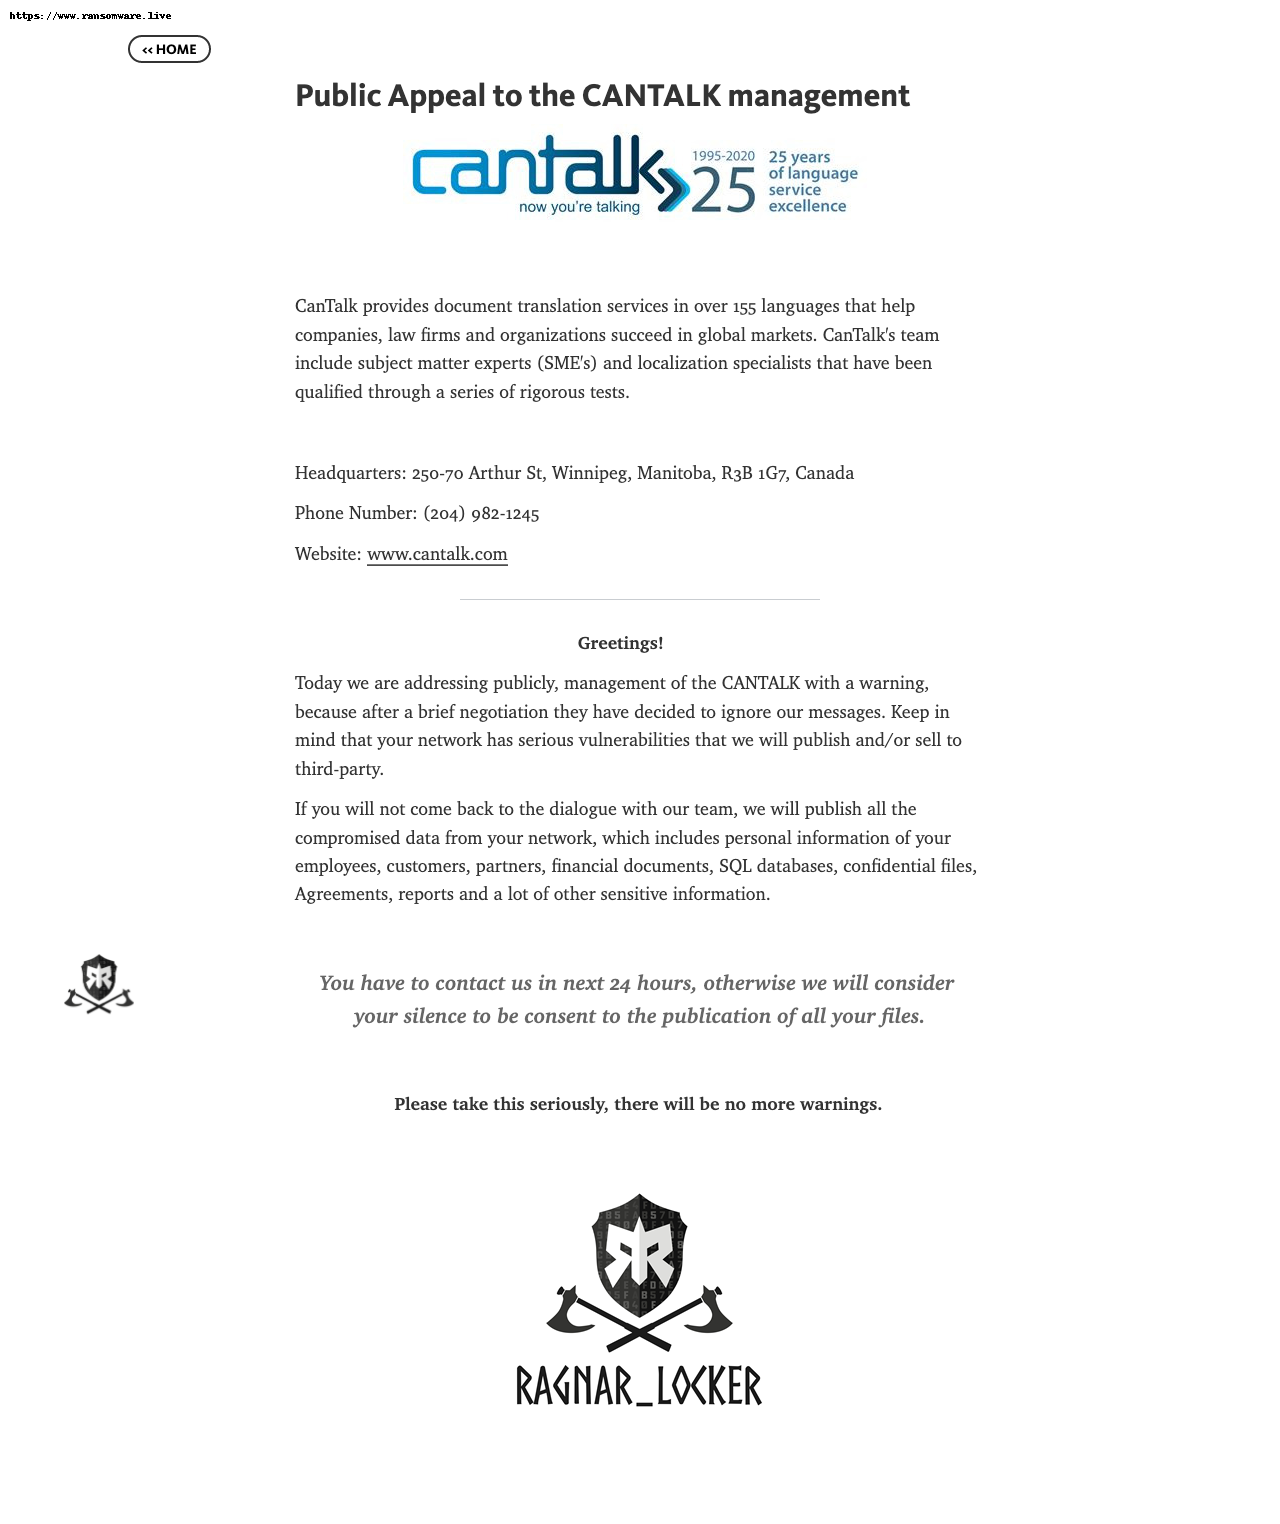 https://www.ransomware.live
<< HOME
Public Appeal to the CANTALK management
cantalk
now you're talking
1995-2020
25
25 years
of language
service
excellence
CanTalk provides document translation services in over 155 languages that help
companies, law firms and organizations succeed in global markets. CanTalk's team
include subject matter experts (SME's) and localization specialists that have been
qualified through a series of rigorous tests.
Headquarters: 250-70 Arthur St, Winnipeg, Manitoba, R3B 1G7, Canada
Phone Number: (204) 982-1245
Website: www.cantalk.com
Greetings!
Today we are addressing publicly, management of the CANTALK with a warning,
because after a brief negotiation they have decided to ignore our messages. Keep in
mind that your network has serious vulnerabilities that we will publish and/or sell to
third-party.
If you will not come back to the dialogue with our team, we will publish all the
compromised data from your network, which includes personal information of your
employees, customers, partners, financial documents, SQL databases, confidential files,
Agreements, reports and a lot of other sensitive information.
You have to contact us in next 24 hours, otherwise we will consider
your silence to be consent to the publication of all your files.
Please take this seriously, there will be no more warnings.
RAGNAR_LOCKER